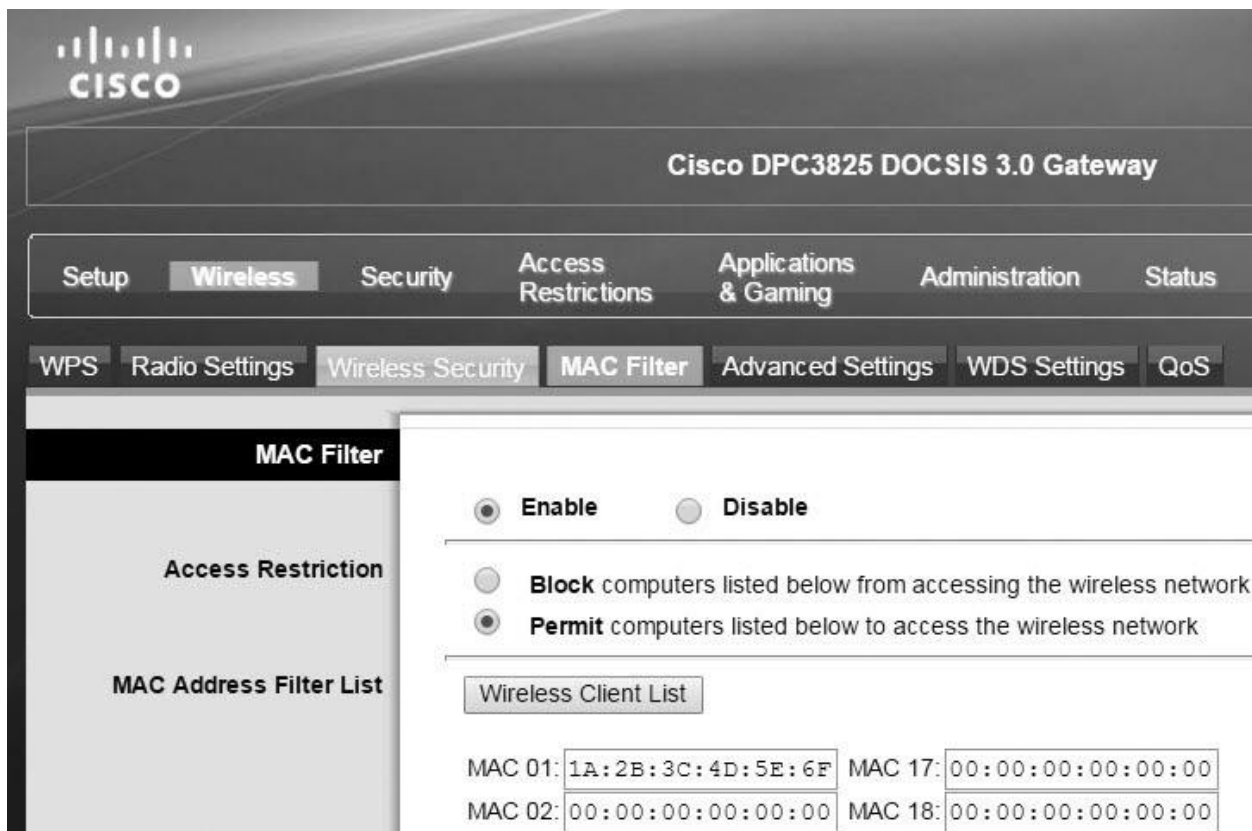 CISCO
Cisco DPC3825 DOCSIS 3.0 Gateway
Setup Wireless Security Access Restrictions Applications & Gaming Administration Status
WPS Radio Settings Wireless Security MAC Filter Advanced Settings WDS Settings QoS
MAC Filter
Enable Disable
Access Restriction
Block computers listed below from accessing the wireless network
Permit computers listed below to access the wireless network
MAC Address Filter List
Wireless Client List
MAC 01: 1A:2B:3C:4D:5E:6F MAC 17: 00:00:00:00:00:00
MAC 02: 00:00:00:00:00:00 MAC 18: 00:00:00:00:00:00